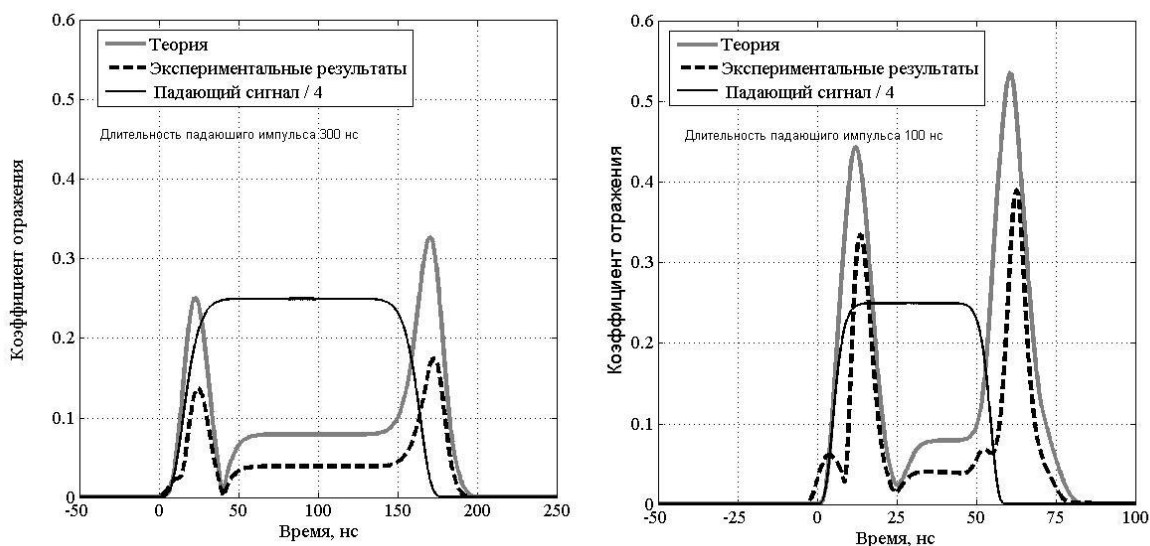 0.6
0.5
0.4
0.3
0.2
0.1
0
Коэффициент отражения
Теория
Экспериментальные результаты
Падающий сигнал / 4
Длительность падаюшиго импульса 300 нс
-50 0 50 100 150 200 250
Время, нс
0.6
0.5
0.4
0.3
0.2
0.1
0
Коэффициент отражения
Теория
Экспериментальные результаты
Падающий сигнал / 4
Длительность падаюшиго импульса 100 нс
-50 -25 0 25 50 75 100
Время, нс